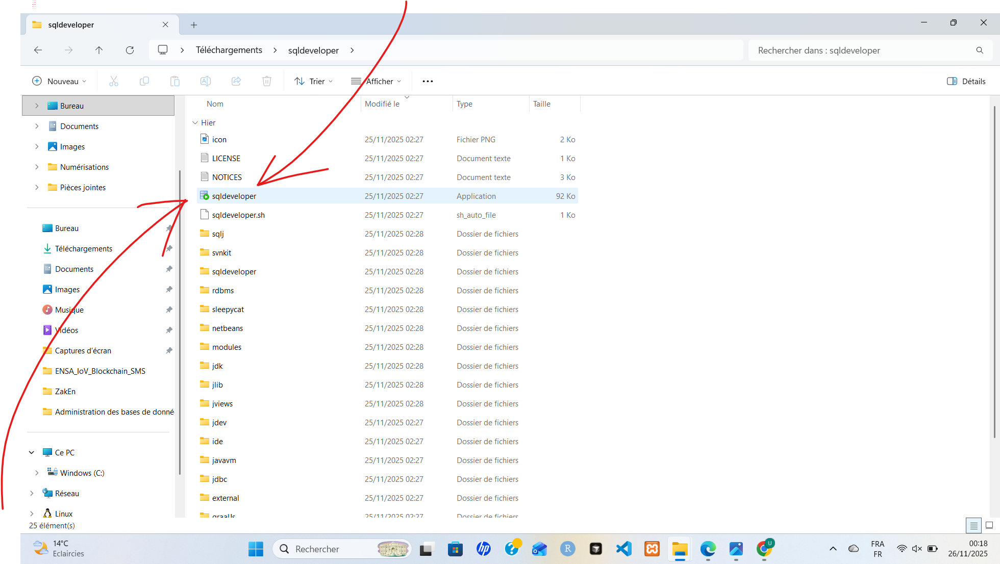 sqldeveloper
Téléchargements
sqldeveloper
Rechercher dans : sqldeveloper
Nouveau
Trier
Afficher
Détails
Bureau
Documents
Images
Numérisations
Pièces jointes
Bureau
Téléchargements
Documents
Images
Musique
Vidéos
Captures d’écran
ENSA_IoV_Blockchain_SMS
ZakEn
Administration des bases de donné
Ce PC
Windows (C:)
Réseau
Linux
Nom Modifié le Type Taille
Hier
icon 25/11/2025 02:27 Fichier PNG 2 Ko
LICENSE 25/11/2025 02:27 Document texte 1 Ko
NOTICES 25/11/2025 02:27 Document texte 3 Ko
sqldeveloper 25/11/2025 02:27 Application 92 Ko
sqldeveloper.sh 25/11/2025 02:27 sh_auto_file 1 Ko
sqlj 25/11/2025 02:28 Dossier de fichiers
svnkit 25/11/2025 02:28 Dossier de fichiers
sqldeveloper 25/11/2025 02:28 Dossier de fichiers
rdbms 25/11/2025 02:28 Dossier de fichiers
sleepycat 25/11/2025 02:28 Dossier de fichiers
netbeans 25/11/2025 02:28 Dossier de fichiers
modules 25/11/2025 02:28 Dossier de fichiers
jdk 25/11/2025 02:28 Dossier de fichiers
jlib 25/11/2025 02:28 Dossier de fichiers
jviews 25/11/2025 02:28 Dossier de fichiers
jdev 25/11/2025 02:27 Dossier de fichiers
ide 25/11/2025 02:27 Dossier de fichiers
javavm 25/11/2025 02:27 Dossier de fichiers
jdbc 25/11/2025 02:27 Dossier de fichiers
external 25/11/2025 02:27 Dossier de fichiers
graalJs 25/11/2025 02:27 Dossier de fichiers
25 élément(s)
14°C
Eclaircies
Rechercher
hp
R
U
FRA
FR
00:18
26/11/2025